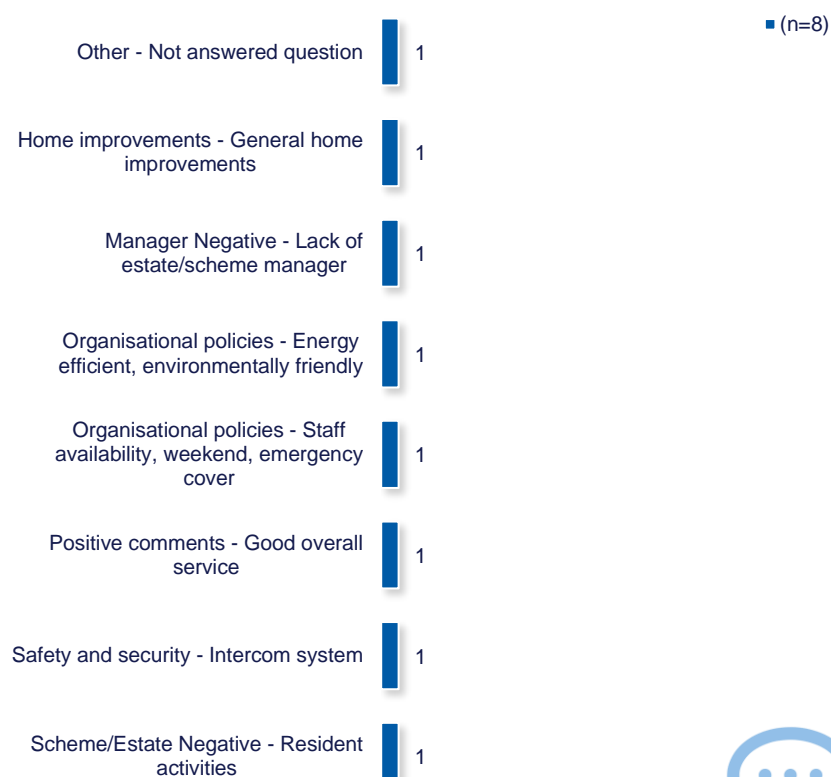 (n=8)
Other - Not answered question
1
Home improvements - General home
improvements
1
Manager Negative - Lack of
estate/scheme manager
1
Organisational policies - Energy
efficient, environmentally friendly
1
Organisational policies - Staff
availability, weekend, emergency
cover
1
Positive comments - Good overall
service
1
Safety and security - Intercom system
1
Scheme/Estate Negative - Resident
activities
1